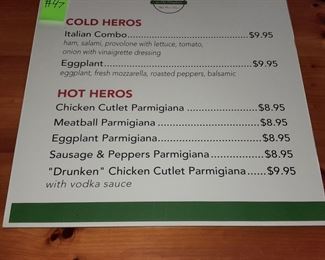 #47
COLD HEROS
Italian Combo....................................$9.95
ham, salami, provolone with lettuce, tomato,
onion with vinaigrette dressing
Eggplant............................................$9.95
eggplant, fresh mozzarella, roasted peppers, balsamic
HOT HEROS
Chicken Cutlet Parmigiana.................$8.95
Meatball Parmigiana..........................$8.95
Eggplant Parmigiana..........................$8.95
Sausage & Peppers Parmigiana..............$8.95
"Drunken" Chicken Cutlet Parmigiana......$9.95
with vodka sauce